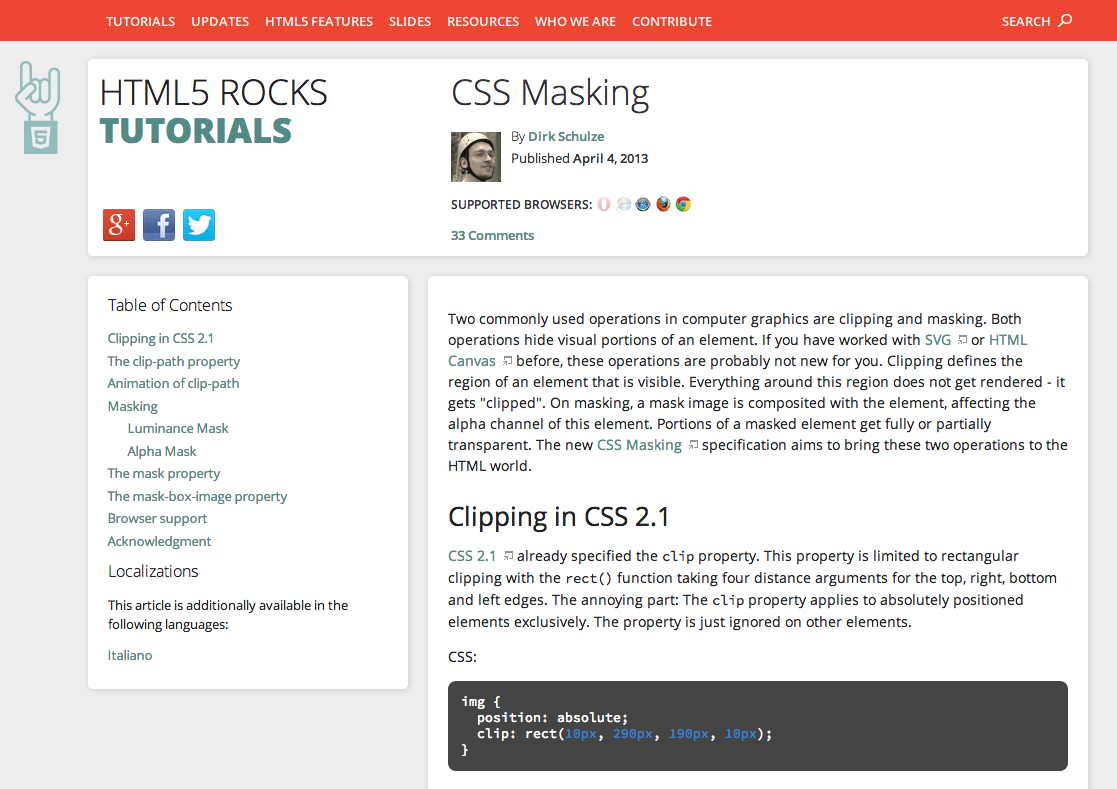 TUTORIALS UPDATES HTML5 FEATURES SLIDES RESOURCES WHO WE ARE CONTRIBUTE SEARCH
HTML5 ROCKS
TUTORIALS
5
g+ f
CSS Masking
By Dirk Schulze
Published April 4, 2013
SUPPORTED BROWSERS:
33 Comments
Table of Contents
Clipping in CSS 2.1
The clip-path property
Animation of clip-path
Masking
Luminance Mask
Alpha Mask
The mask property
The mask-box-image property
Browser support
Acknowledgment
Localizations
This article is additionally available in the
following languages:
Italiano
Two commonly used operations in computer graphics are clipping and masking. Both
operations hide visual portions of an element. If you have worked with SVG or HTML
Canvas before, these operations are probably not new for you. Clipping defines the
region of an element that is visible. Everything around this region does not get rendered - it
gets "clipped". On masking, a mask image is composited with the element, affecting the
alpha channel of this element. Portions of a masked element get fully or partially
transparent. The new CSS Masking specification aims to bring these two operations to the
HTML world.
Clipping in CSS 2.1
CSS 2.1 already specified the clip property. This property is limited to rectangular
clipping with the rect() function taking four distance arguments for the top, right, bottom
and left edges. The annoying part: The clip property applies to absolutely positioned
elements exclusively. The property is just ignored on other elements.
CSS:
img {
position: absolute;
clip: rect(10px, 290px, 190px, 10px);
}